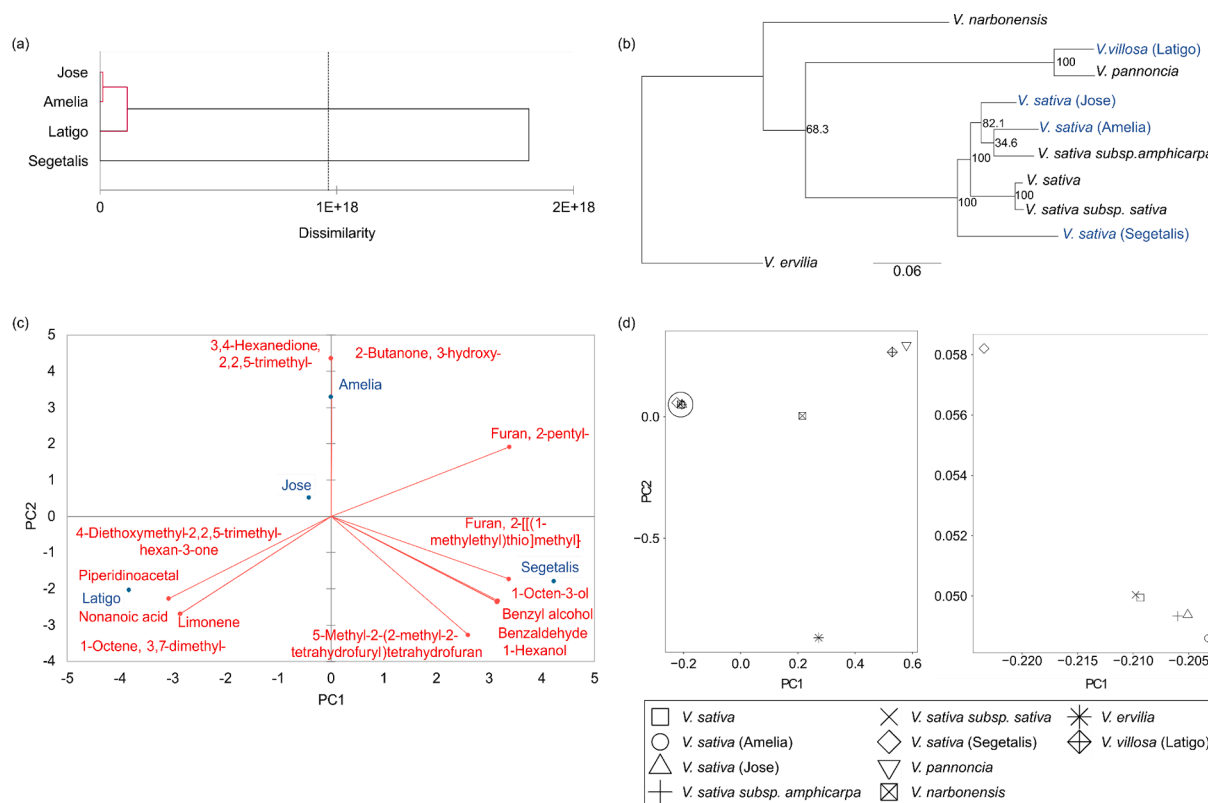 (a)
Jose
Amelia
Latigo
Segetalis
0
1E+18
2E+18
Dissimilarity
(b)
V. narbonensis
V.villosa (Latigo)
100
V. pannoncia
V. sativa (Jose)
82.1
V. sativa (Amelia)
34.6
68.3
100
V. sativa subsp.amphicarpa
V. sativa
100
100
V. sativa subsp. sativa
V. sativa (Segetalis)
V. ervilia
0.06
(c)
5
4
3
2
1
0
-1
-2
-3
-4
PC2
3,4-Hexanedione,
2,2,5-trimethyl-
2-Butanone, 3-hydroxy-
Amelia
Furan, 2-pentyl-
Jose
4-Diethoxymethyl-2,2,5-trimethyl-
hexan-3-one
Furan, 2-[[(1-
methylethyl)thio]methyl}
Piperidinoacetal
Segetalis
Latigo
1-Octen-3-ol
Nonanoic acid
Limonene
Benzyl alcohol
5-Methyl-2-(2-methyl-2-
tetrahydrofuryl)tetrahydrofuran
Benzaldehyde
1-Octene, 3,7-dimethyl-
1-Hexanol
-5
-4
-3
-2
-1
0
1
2
3
4
5
PC1
(d)
0.0
−0.5
PC2
−0.2
0.0
0.2
0.4
0.6
PC1
0.058
0.056
0.054
0.052
0.050
−0.220
−0.215
−0.210
−0.205
PC1
V. sativa
V. sativa subsp. sativa
V. ervilia
V. sativa (Amelia)
V. sativa (Segetalis)
V. villosa (Latigo)
V. sativa (Jose)
V. pannoncia
V. sativa subsp. amphicarpa
V. narbonensis